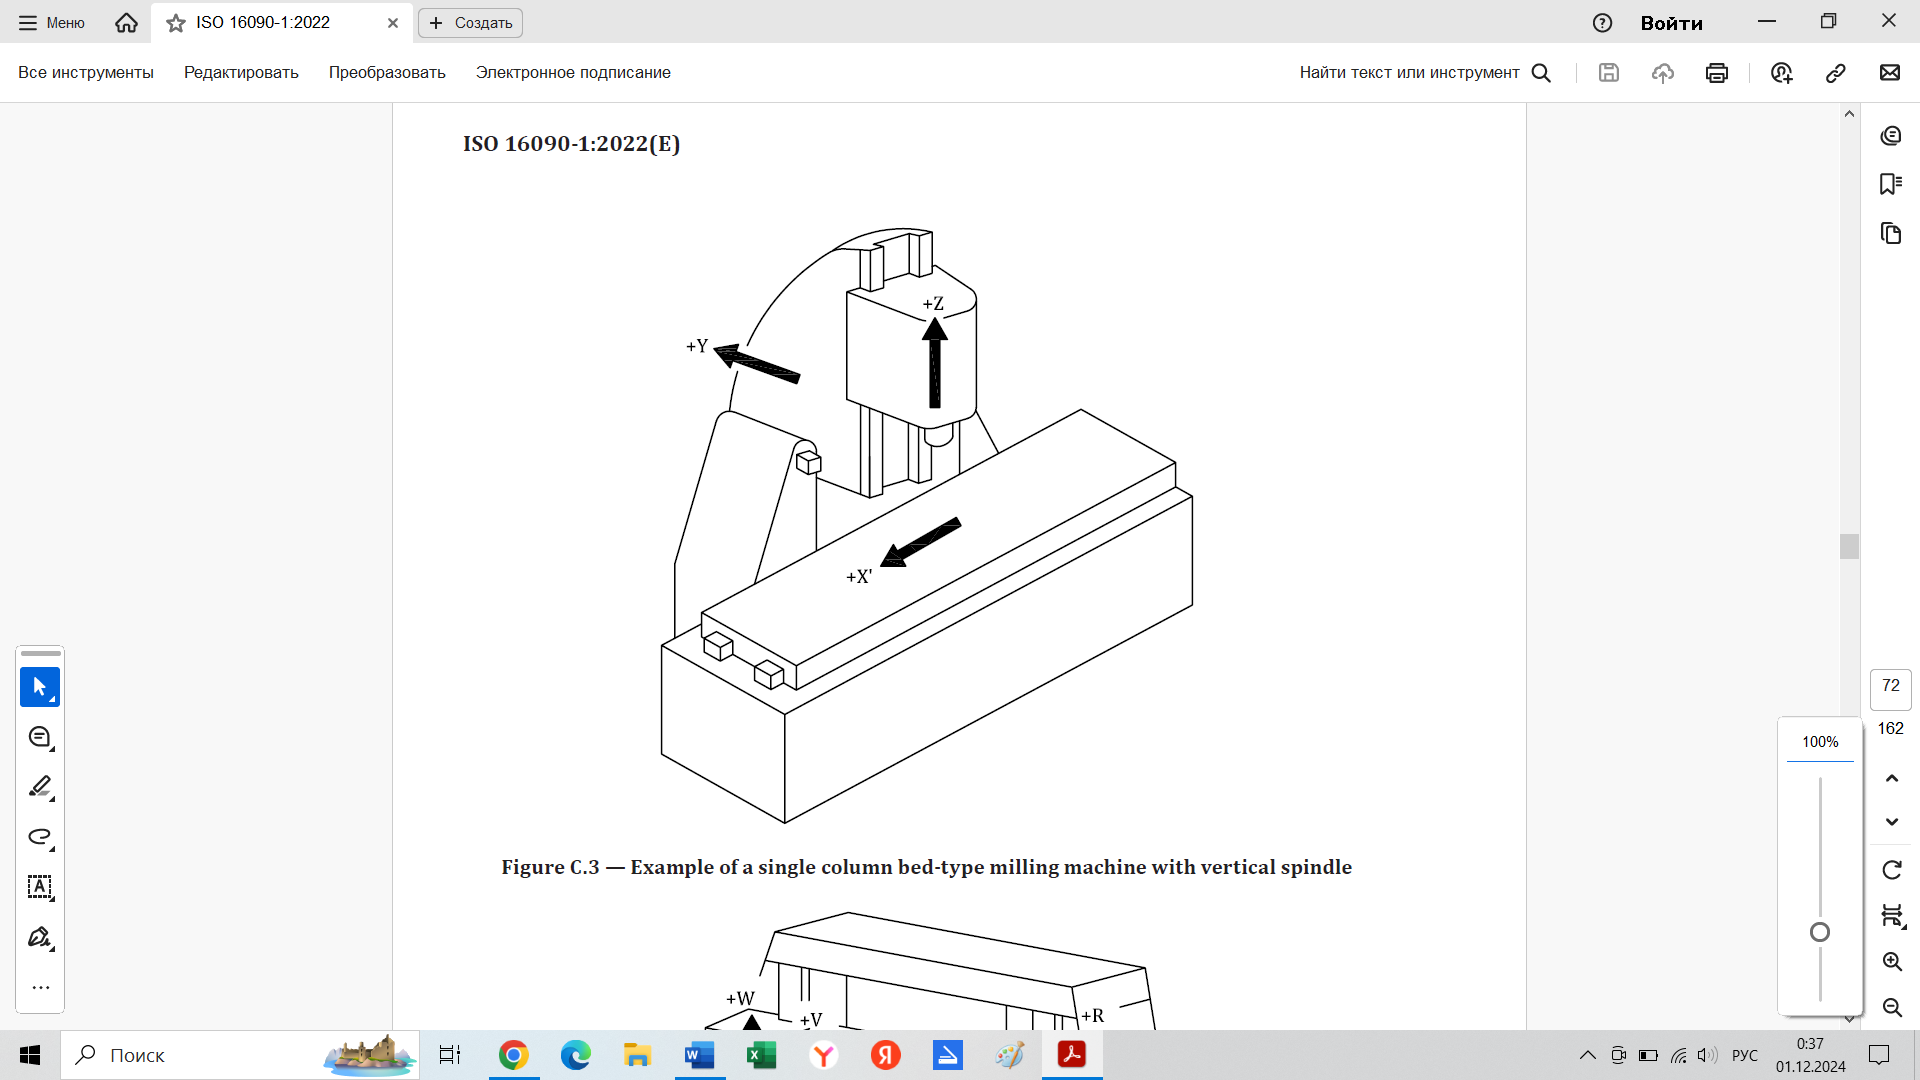 Меню
ISO 16090-1:2022
Создать
Войти
Все инструменты
Редактировать
Преобразовать
Электронное подписание
Найти текст или инструмент
ISO 16090-1:2022(E)
+Z
+Y
+X'
Figure C.3 — Example of a single column bed-type milling machine with vertical spindle
+W
+V
+R
72
162
100%
A
Поиск
РУС
0:37
01.12.2024